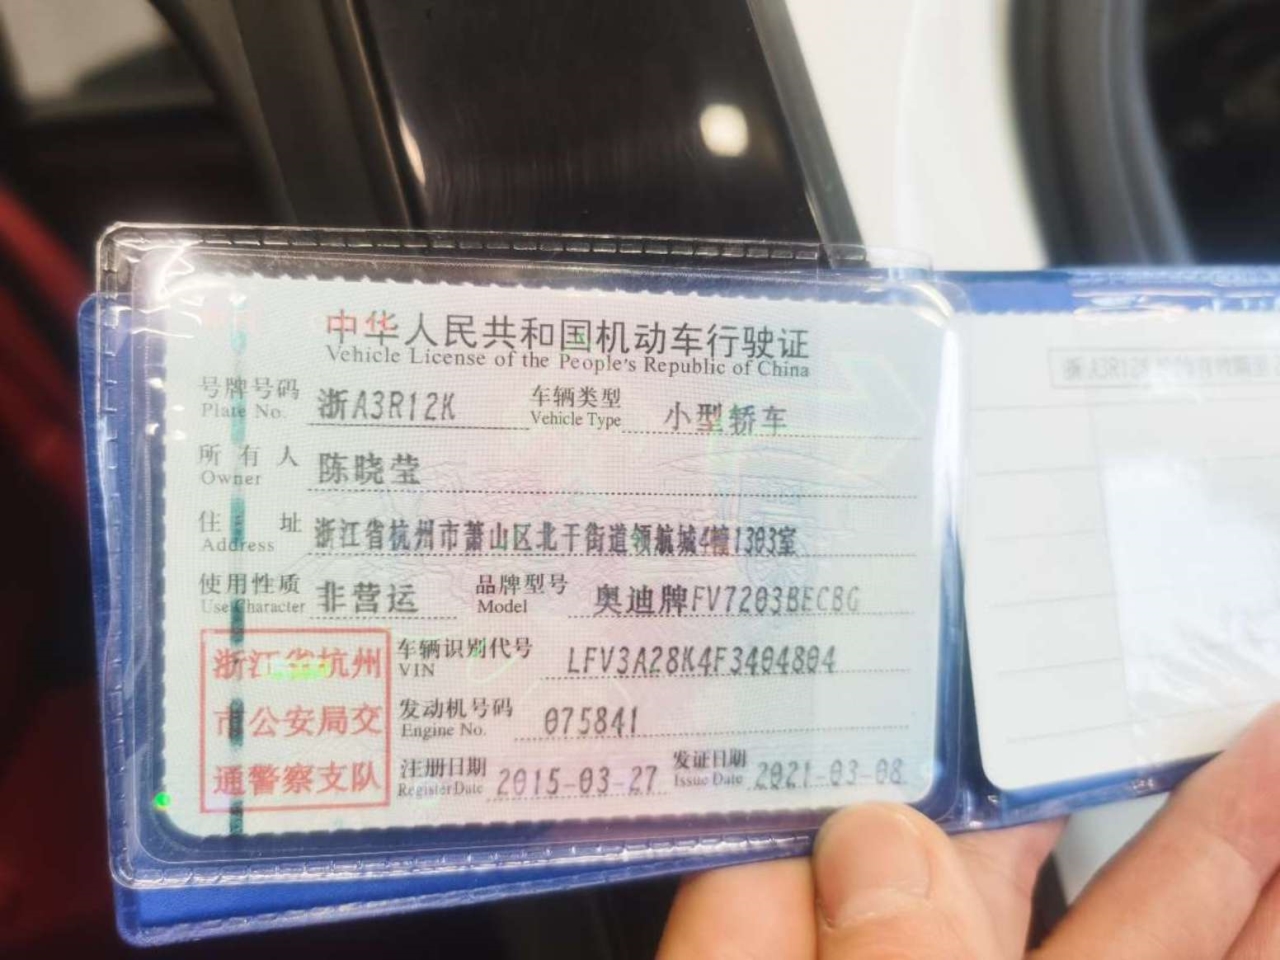 中华人民共和国机动车行驶证
Vehicle License of the People's Republic of China
号牌号码 浙A3R12K 车辆类型 小型轿车
Plate No. Vehicle Type
所有人 陈晓莹
Owner
住址 浙江省杭州市萧山区北干街道领航城4幢1303室
Address
使用性质 非营运 品牌型号 奥迪牌FV7203BECBG
Use Character Model
车辆识别代号 LFV3A28K4F3404804
VIN
发动机号码 075841
Engine No.
注册日期 2015-03-27 发证日期 2021-03-08
Register Date Issue Date
浙江省杭州
市公安局交
通警察支队